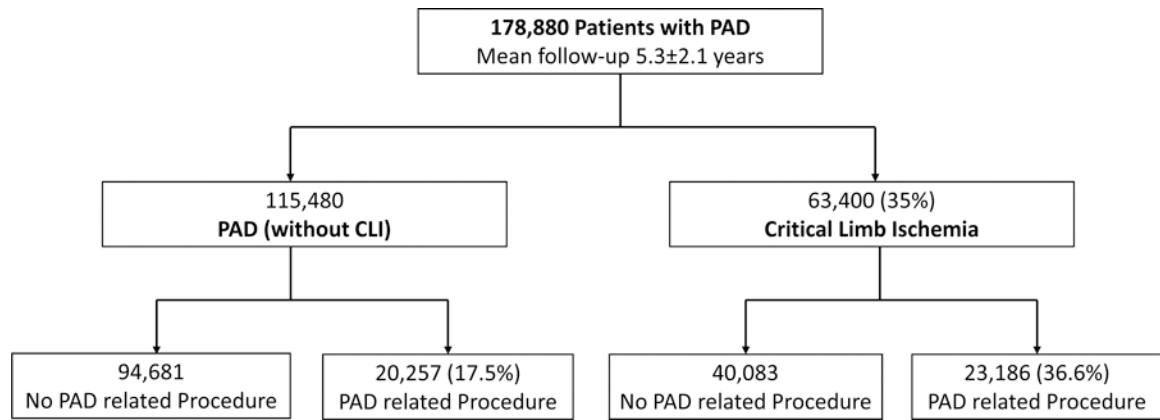 178,880 Patients with PAD
Mean follow-up 5.3±2.1 years
115,480
PAD (without CLI)
63,400 (35%)
Critical Limb Ischemia
94,681
No PAD related Procedure
20,257 (17.5%)
PAD related Procedure
40,083
No PAD related Procedure
23,186 (36.6%)
PAD related Procedure